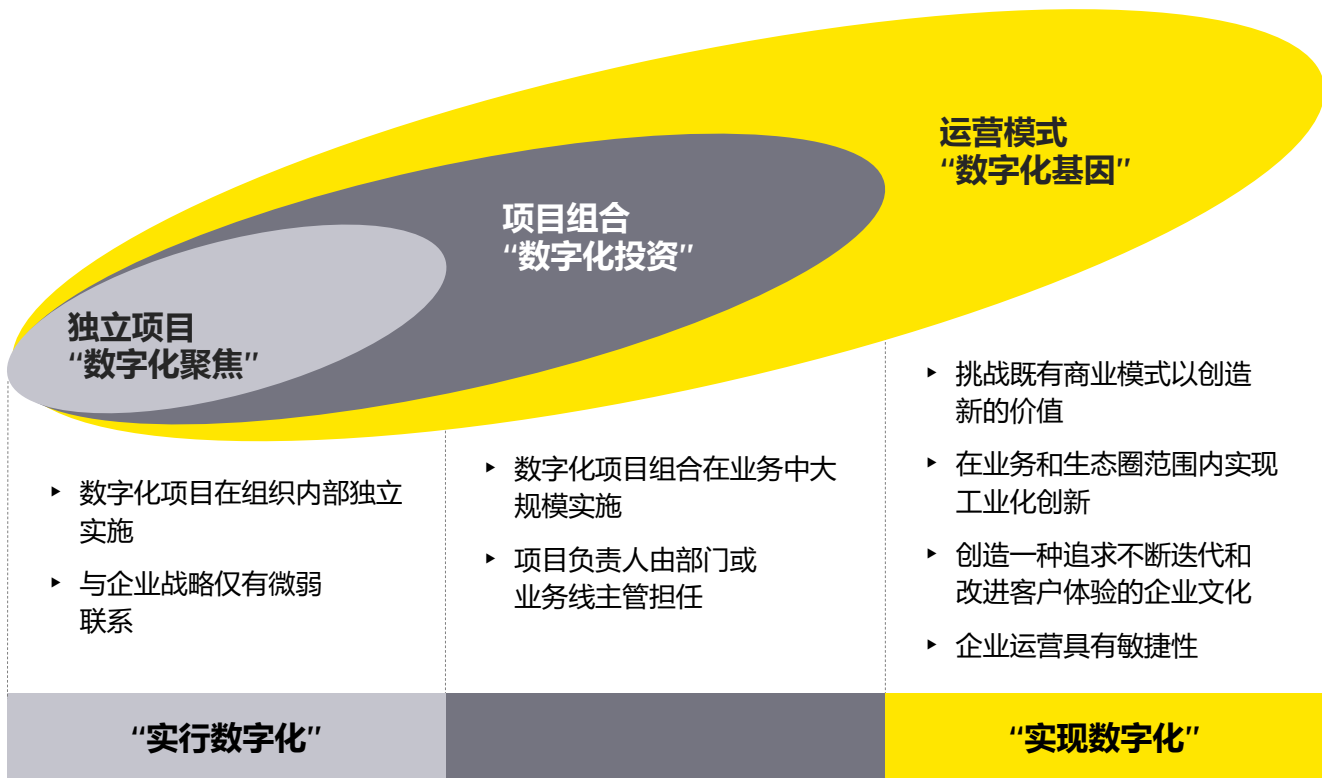 运营模式
“数字化基因”
项目组合
“数字化投资”
独立项目
“数字化聚焦”
▸ 数字化项目在组织内部独立
实施
▸ 与企业战略仅有微弱
联系
▸ 数字化项目组合在业务中大
规模实施
▸ 项目负责人由部门或
业务线主管担任
▸ 挑战既有商业模式以创造
新的价值
▸ 在业务和生态圈范围内实现
工业化创新
▸ 创造一种追求不断迭代和
改进客户体验的企业文化
▸ 企业运营具有敏捷性
“实行数字化”
“实现数字化”